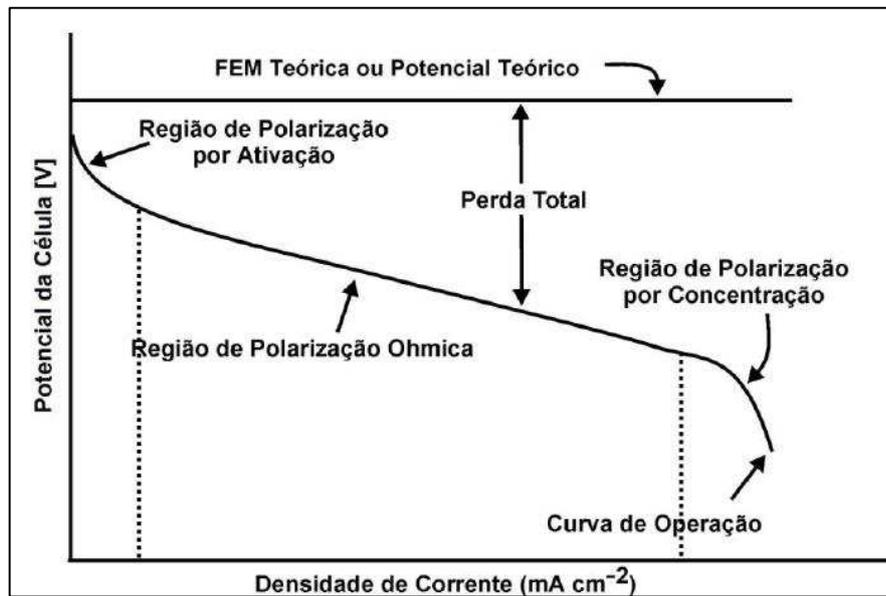 FEM Teórica ou Potencial Teórico
Região de Polarização
por Ativação
Perda Total
Região de Polarização
por Concentração
Região de Polarização Ohmica
Curva de Operação
Potencial da Célula [V]
Densidade de Corrente (mA cm⁻²)